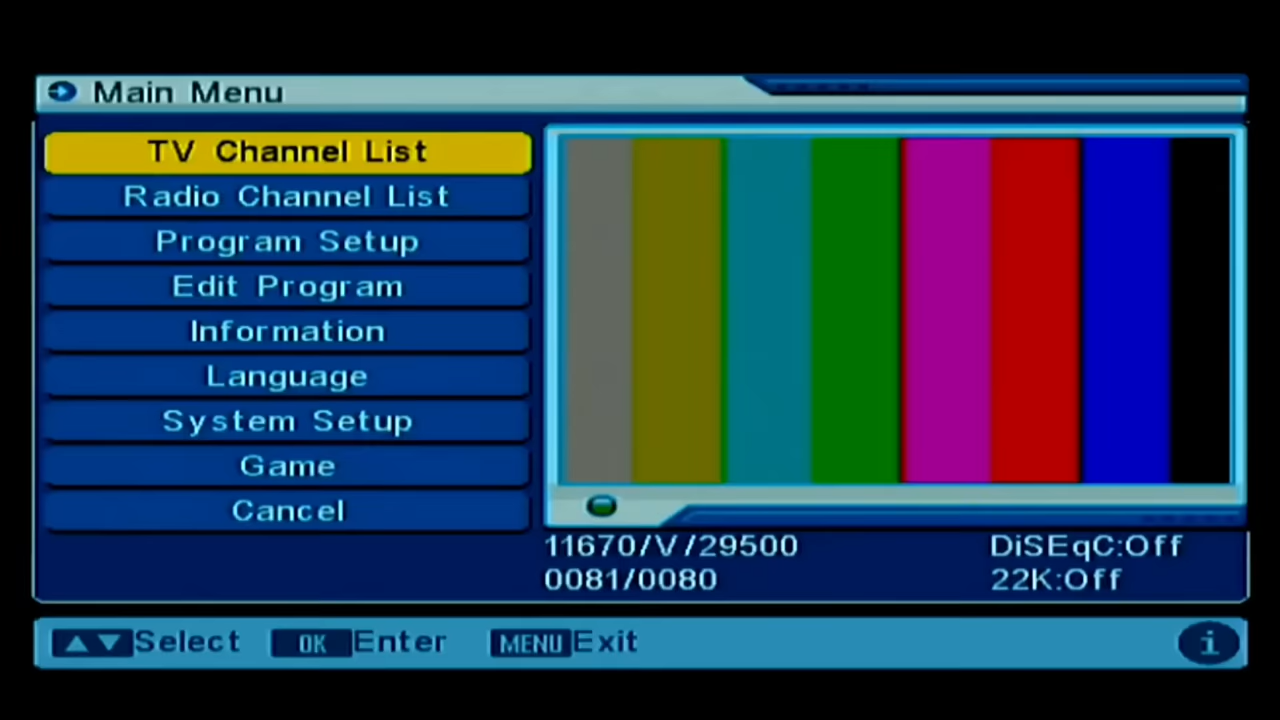 Main Menu
TV Channel List
Radio Channel List
Program Setup
Edit Program
Information
Language
System Setup
Game
Cancel
11670/V/29500 DiSEqC:Off
0081/0080 22K:Off
▲▼Select OK Enter MENU Exit i